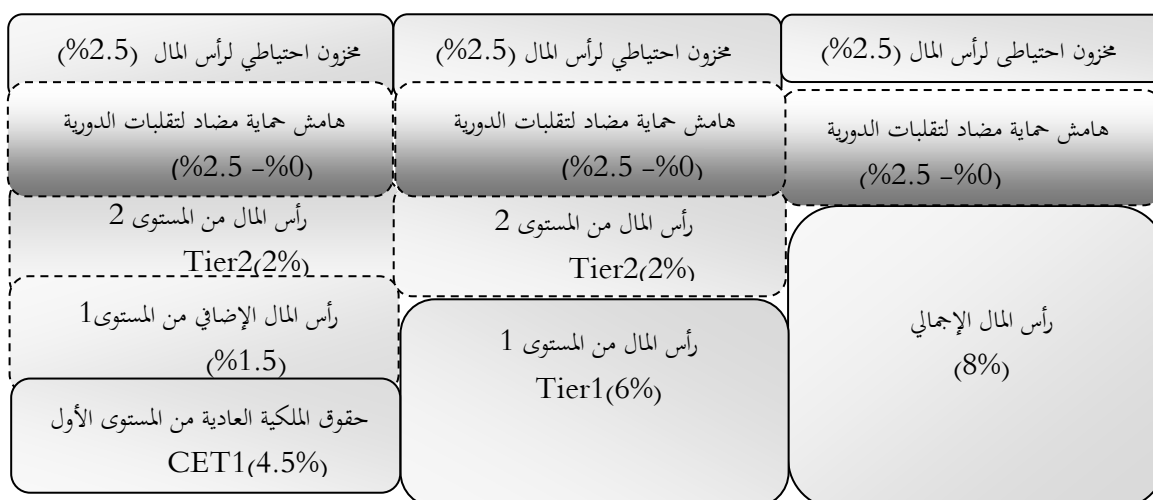 مخزون احتياطى لرأس المال (2.5%)
هامش حماية مضاد لتقلبات الدورية
(0%– 2.5%)
رأس المال الإجمالي
(8%)
مخزون احتياطي لرأس المال (2.5%)
هامش حماية مضاد لتقلبات الدورية
(0%– 2.5%)
رأس المال من المستوى 2
Tier2(2%)
رأس المال من المستوى 1
Tier1(6%)
مخزون احتياطي لرأس المال (2.5%)
هامش حماية مضاد لتقلبات الدورية
(0%– 2.5%)
رأس المال من المستوى 2
Tier2(2%)
رأس المال الإضافي من المستوى1
(1.5%)
حقوق الملكية العادية من المستوى الأول
CET1(4.5%)